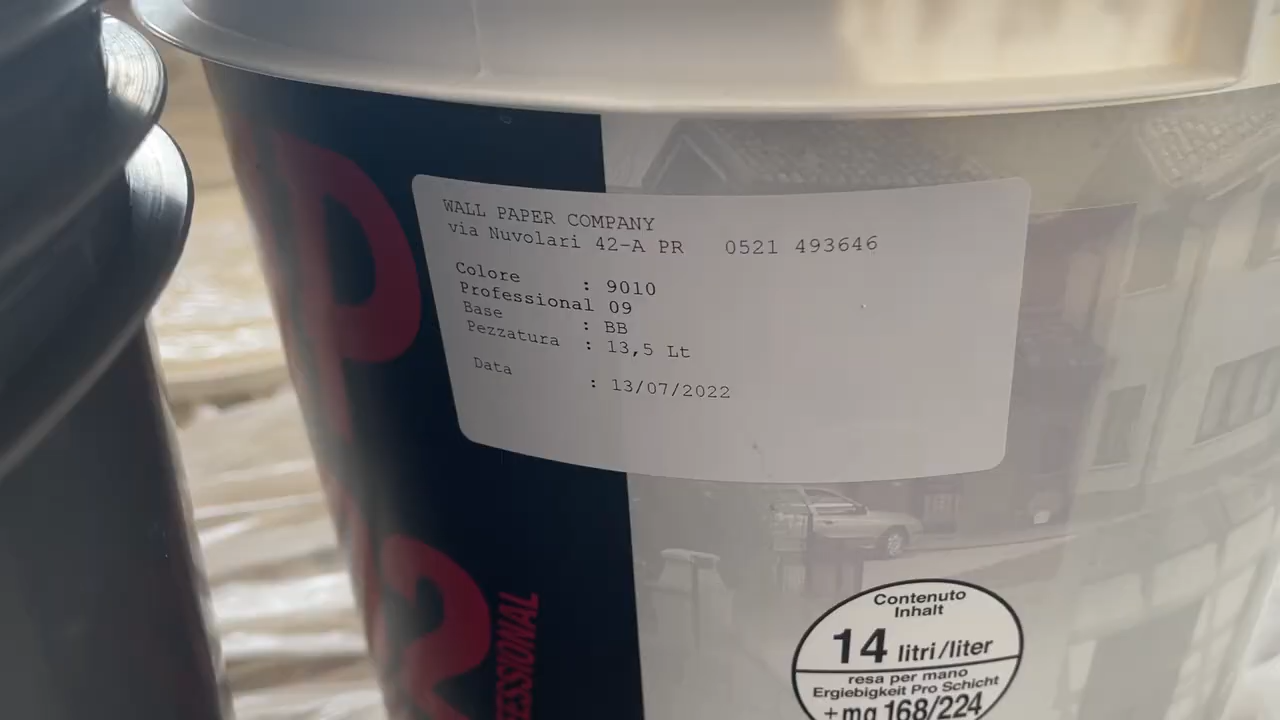 WALL PAPER COMPANY
via Nuvolari 42-A PR 0521 493646
Colore : 9010
Professional 09
Base : BB
Pezzatura : 13,5 Lt
Data : 13/07/2022
Contenuto
Inhalt
14 litri/liter
resa per mano
Ergiebigkeit Pro Schicht
+mq 168/224